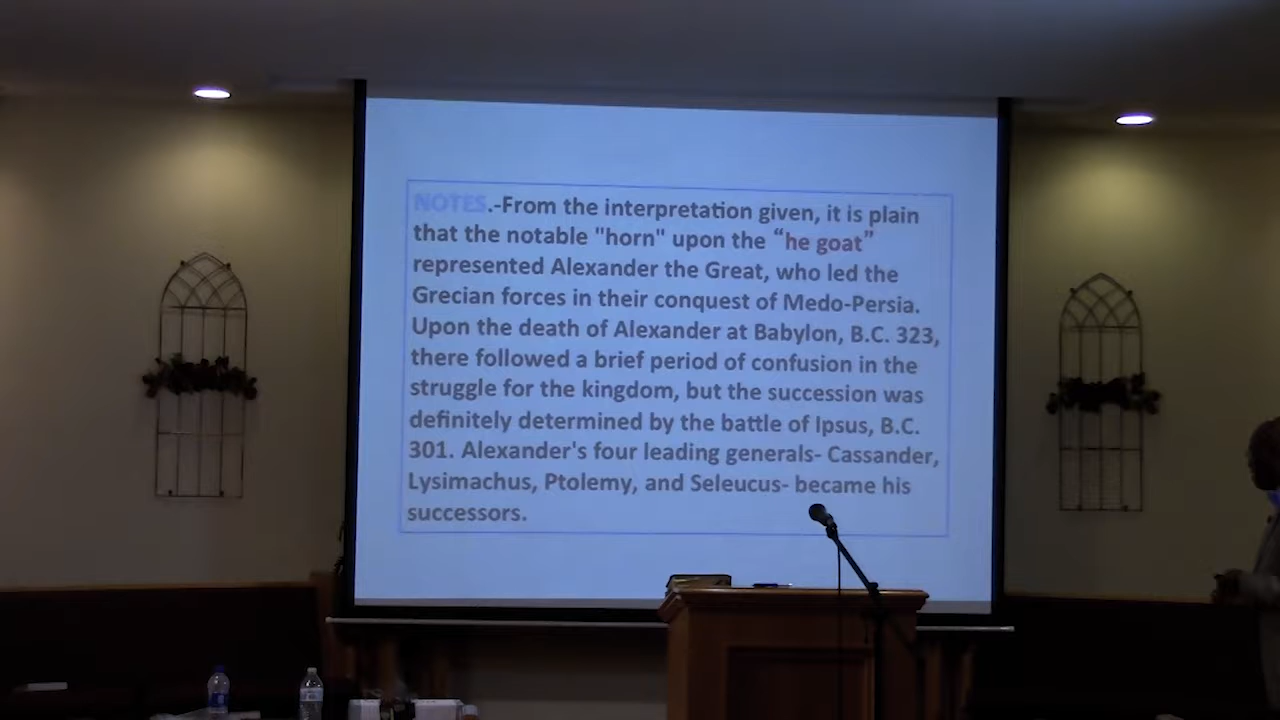 NOTES.-From the interpretation given, it is plain
that the notable "horn" upon the “he goat”
represented Alexander the Great, who led the
Grecian forces in their conquest of Medo-Persia.
Upon the death of Alexander at Babylon, B.C. 323,
there followed a brief period of confusion in the
struggle for the kingdom, but the succession was
definitely determined by the battle of Ipsus, B.C.
301. Alexander's four leading generals- Cassander,
Lysimachus, Ptolemy, and Seleucus- became his
successors.